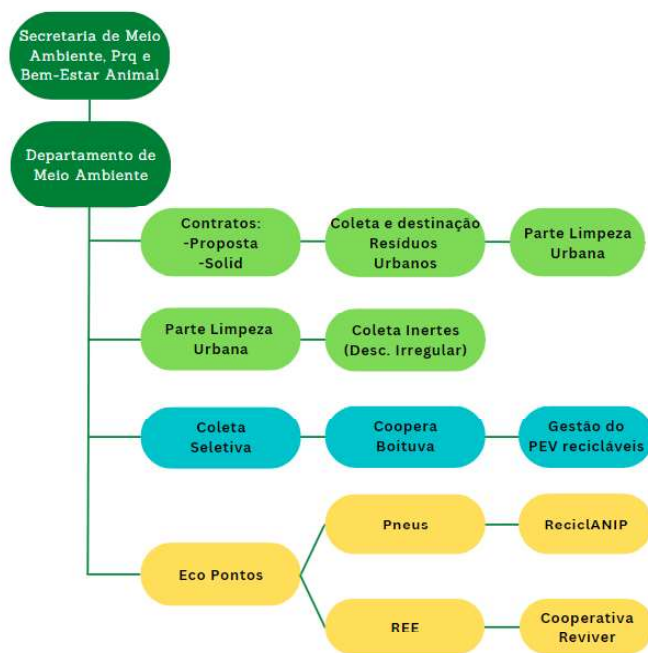 Secretaria de Meio
Ambiente, Prq e
Bem-Estar Animal
Departamento de
Meio Ambiente
Contratos:
-Proposta
-Solid
Coleta e destinação
Resíduos
Urbanos
Parte Limpeza
Urbana
Parte Limpeza
Urbana
Coleta Inertes
(Desc. Irregular)
Coleta
Seletiva
Coopera
Boituva
Gestão do
PEV recicláveis
Eco Pontos
Pneus
ReciclANIP
REE
Cooperativa
Reviver